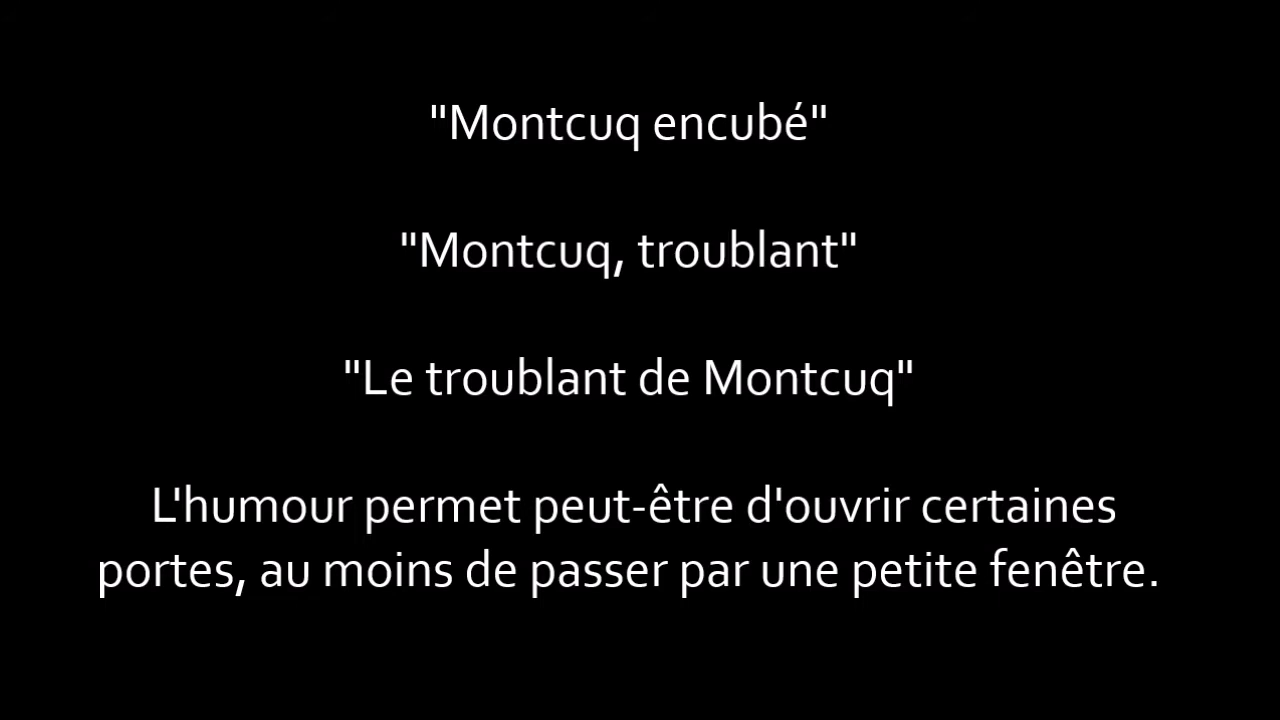 "Montcuq encubé"
"Montcuq, troublant"
"Le troublant de Montcuq"
L'humour permet peut-être d'ouvrir certaines
portes, au moins de passer par une petite fenêtre.